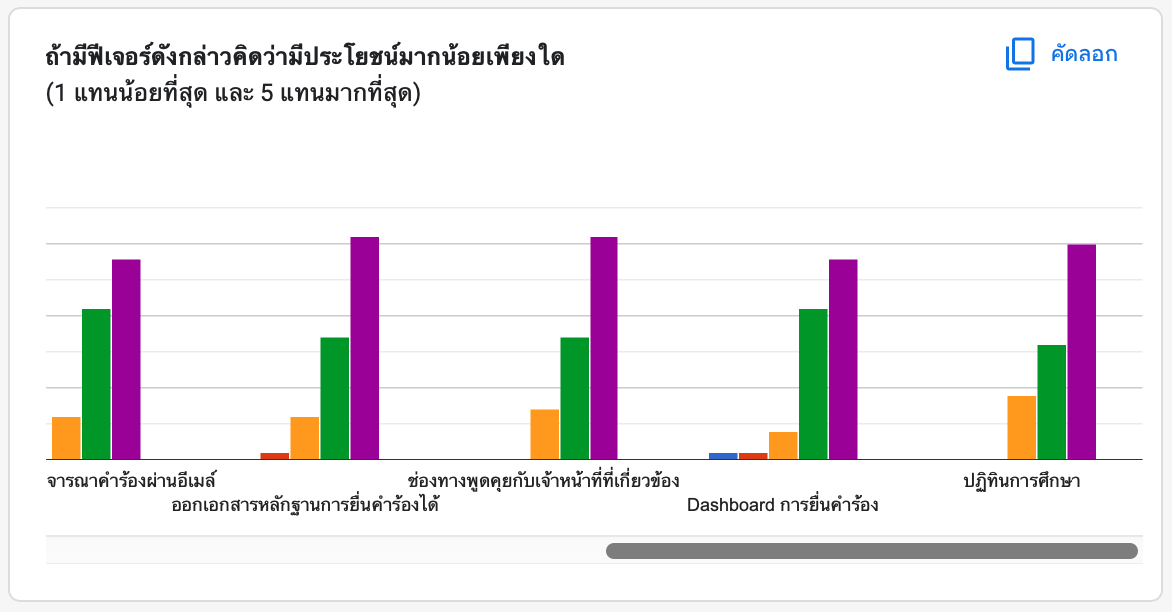 ถ้ามีฟีเจอร์ดังกล่าวคิดว่ามีประโยชน์มากน้อยเพียงใด
(1 แทนน้อยที่สุด และ 5 แทนมากที่สุด)
คัดลอก
จารณาคำร้องผ่านอีเมล์
ออกเอกสารหลักฐานการยื่นคำร้องได้
ช่องทางพูดคุยกับเจ้าหน้าที่ที่เกี่ยวข้อง
Dashboard การยื่นคำร้อง
ปฏิทินการศึกษา